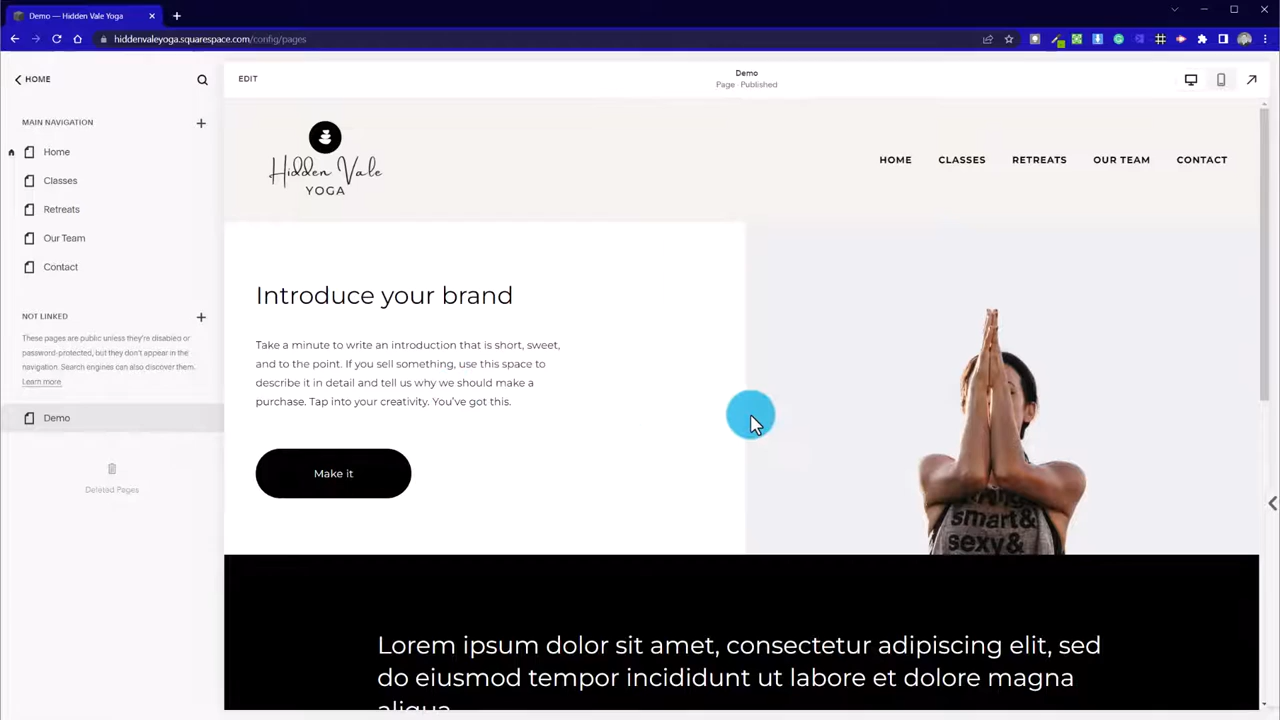 Demo — Hidden Vale Yoga
hiddenvaleyoga.squarespace.com/config/pages
HOME
EDIT
Demo
Page · Published
MAIN NAVIGATION
Home
Classes
Retreats
Our Team
Contact
NOT LINKED
These pages are public unless they're disabled or
password-protected, but they don't appear in the
navigation. Search engines can also discover them.
Learn more
Demo
Deleted Pages
Hidden Vale
YOGA
HOME CLASSES RETREATS OUR TEAM CONTACT
Introduce your brand
Take a minute to write an introduction that is short, sweet,
and to the point. If you sell something, use this space to
describe it in detail and tell us why we should make a
purchase. Tap into your creativity. You've got this.
Make it
smart&
sexy&
Lorem ipsum dolor sit amet, consectetur adipiscing elit, sed
do eiusmod tempor incididunt ut labore et dolore magna
aliqua.